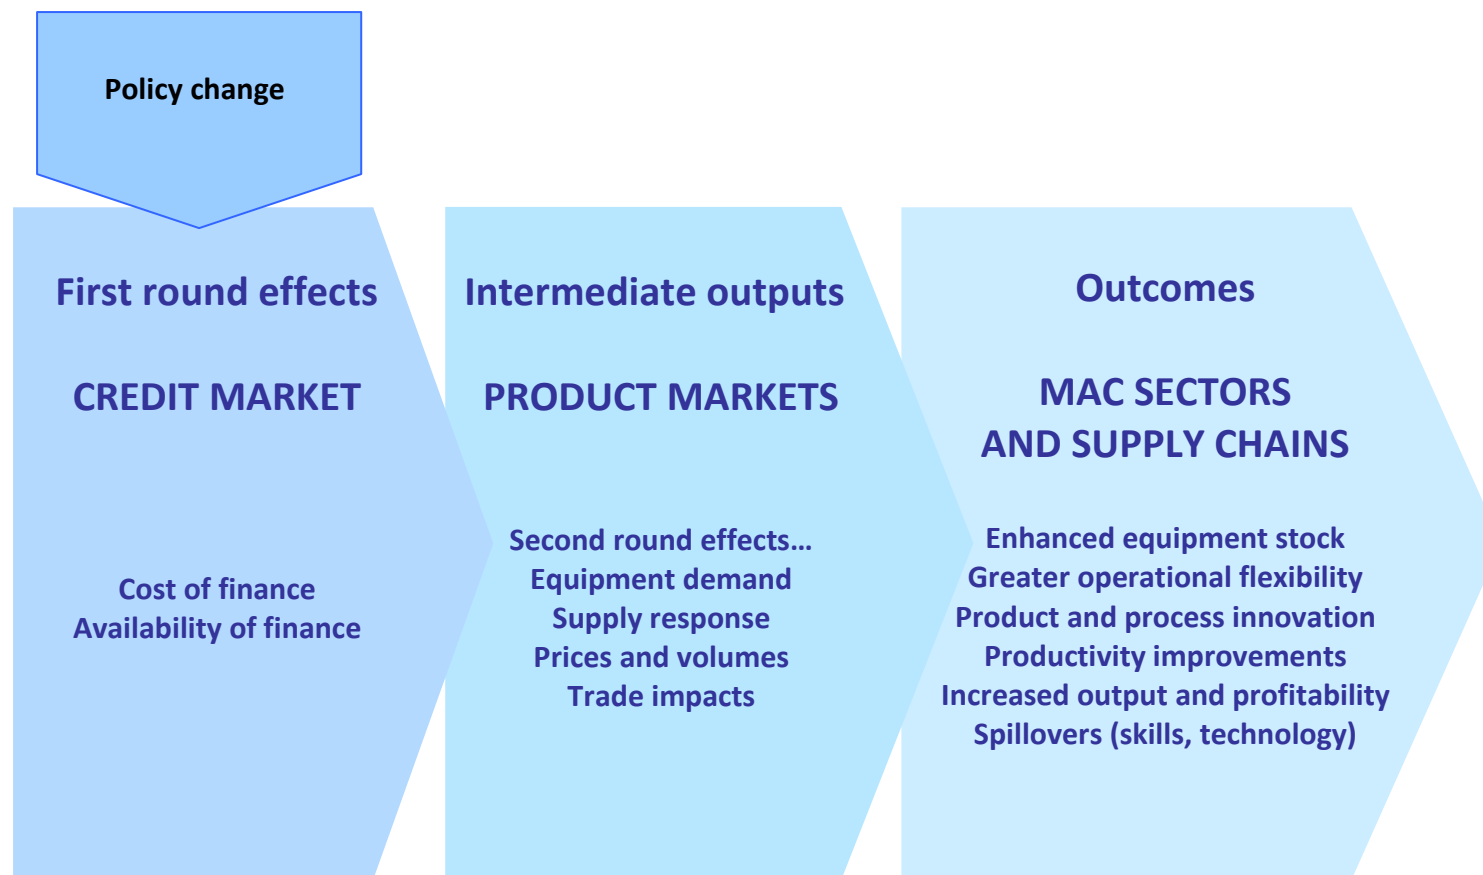 Policy change
First round effects
CREDIT MARKET
Cost of finance
Availability of finance
Intermediate outputs
PRODUCT MARKETS
Second round effects…
Equipment demand
Supply response
Prices and volumes
Trade impacts
Outcomes
MAC SECTORS
AND SUPPLY CHAINS
Enhanced equipment stock
Greater operational flexibility
Product and process innovation
Productivity improvements
Increased output and profitability
Spillovers (skills, technology)